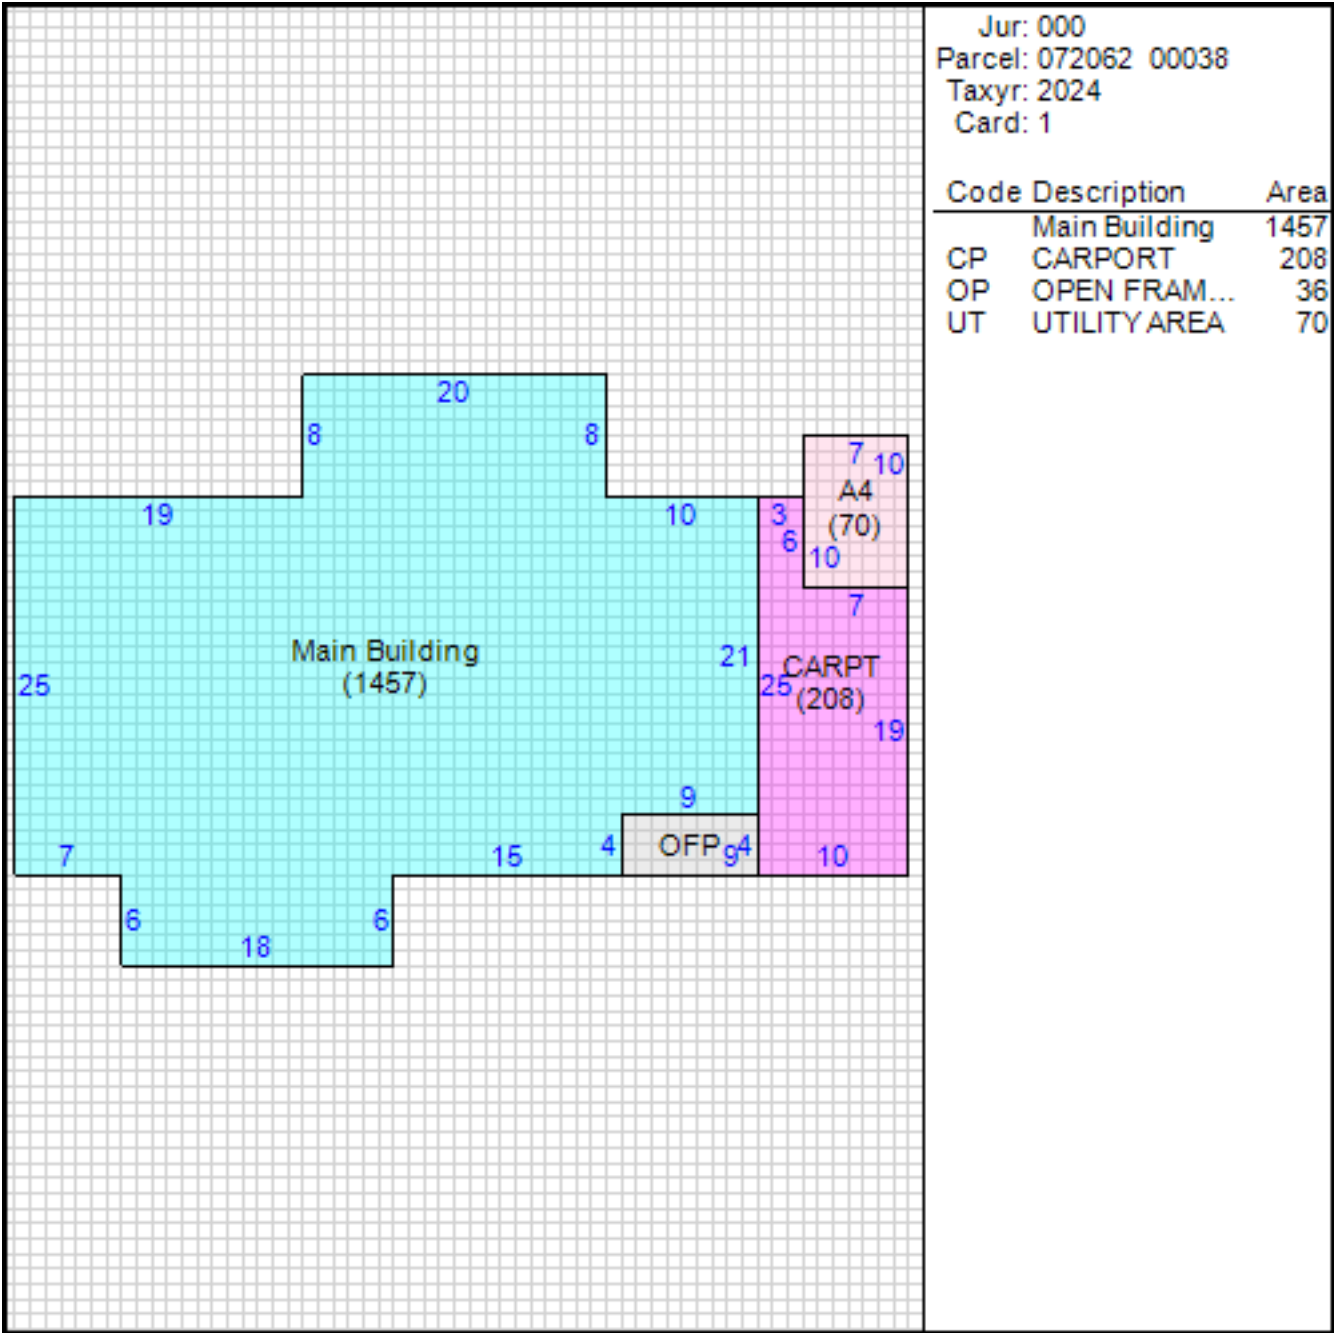 Jur: 000
Parcel: 072062 00038
Taxyr: 2024
Card: 1
Code Description Area
Main Building 1457
CP CARPORT 208
OP OPEN FRAM... 36
UT UTILITY AREA 70
20
8 8
7 10
A4
(70)
19 10 3
6
10
7
Main Building
(1457)
21
CARPT
(208)
25 25
19
9
4 OFP 9 4
7 15 10
6 6
18